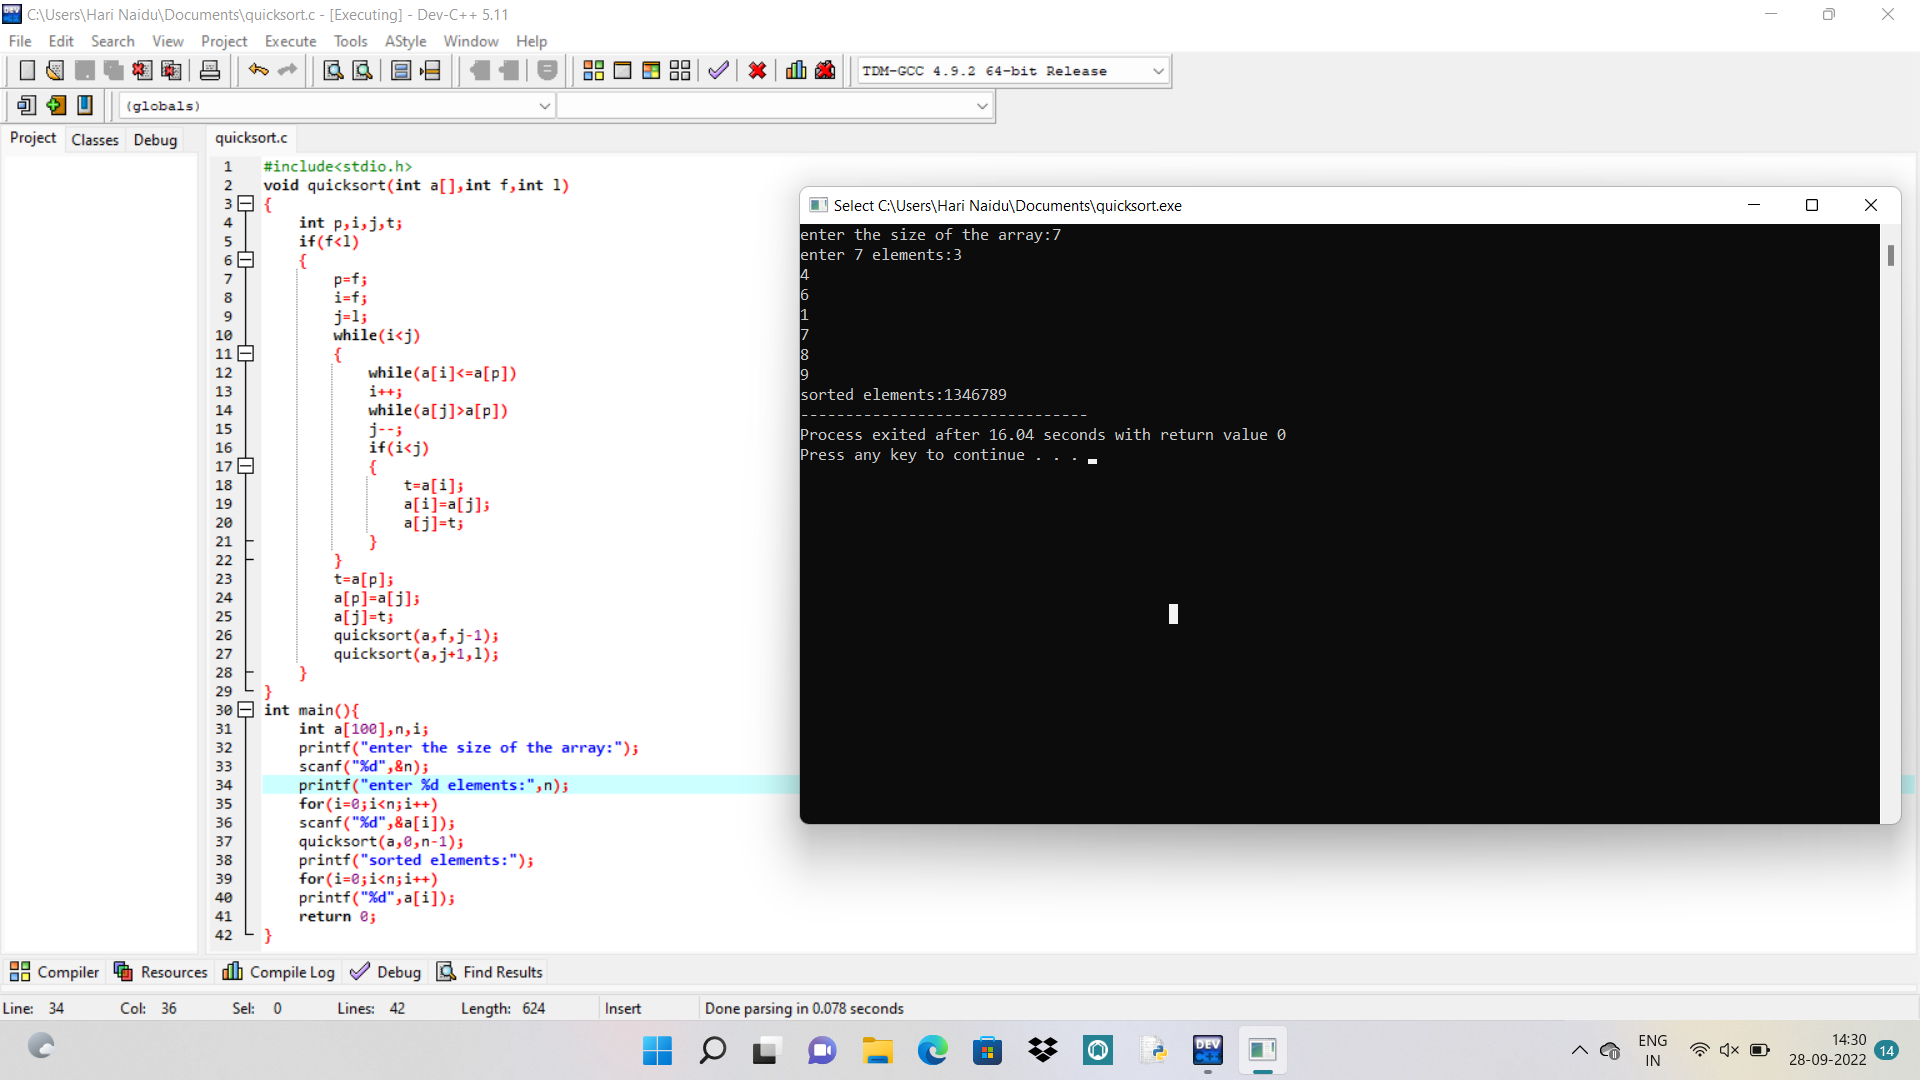 C:\Users\Hari Naidu\Documents\quicksort.c - [Executing] - Dev-C++ 5.11
File Edit Search View Project Execute Tools AStyle Window Help
TDM-GCC 4.9.2 64-bit Release
(globals)
Project Classes Debug
quicksort.c
1 #include<stdio.h>
2 void quicksort(int a[],int f,int l)
3 {
4 int p,i,j,t;
5 if(f<l)
6 {
7 p=f;
8 i=f;
9 j=l;
10 while(i<j)
11 {
12 while(a[i]<=a[p])
13 i++;
14 while(a[j]>a[p])
15 j--;
16 if(i<j)
17 {
18 t=a[i];
19 a[i]=a[j];
20 a[j]=t;
21 }
22 }
23 t=a[p];
24 a[p]=a[j];
25 a[j]=t;
26 quicksort(a,f,j-1);
27 quicksort(a,j+1,l);
28 }
29 }
30 int main(){
31 int a[100],n,i;
32 printf("enter the size of the array:");
33 scanf("%d",&n);
34 printf("enter %d elements:",n);
35 for(i=0;i<n;i++)
36 scanf("%d",&a[i]);
37 quicksort(a,0,n-1);
38 printf("sorted elements:");
39 for(i=0;i<n;i++)
40 printf("%d",a[i]);
41 return 0;
42 }
Select C:\Users\Hari Naidu\Documents\quicksort.exe
enter the size of the array:7
enter 7 elements:3
4
6
1
7
8
9
sorted elements:1346789
--------------------------------
Process exited after 16.04 seconds with return value 0
Press any key to continue . . .
Compiler Resources Compile Log Debug Find Results
Line: 34 Col: 36 Sel: 0 Lines: 42 Length: 624 Insert Done parsing in 0.078 seconds
DEV
ENG
IN
14:30
28-09-2022
14